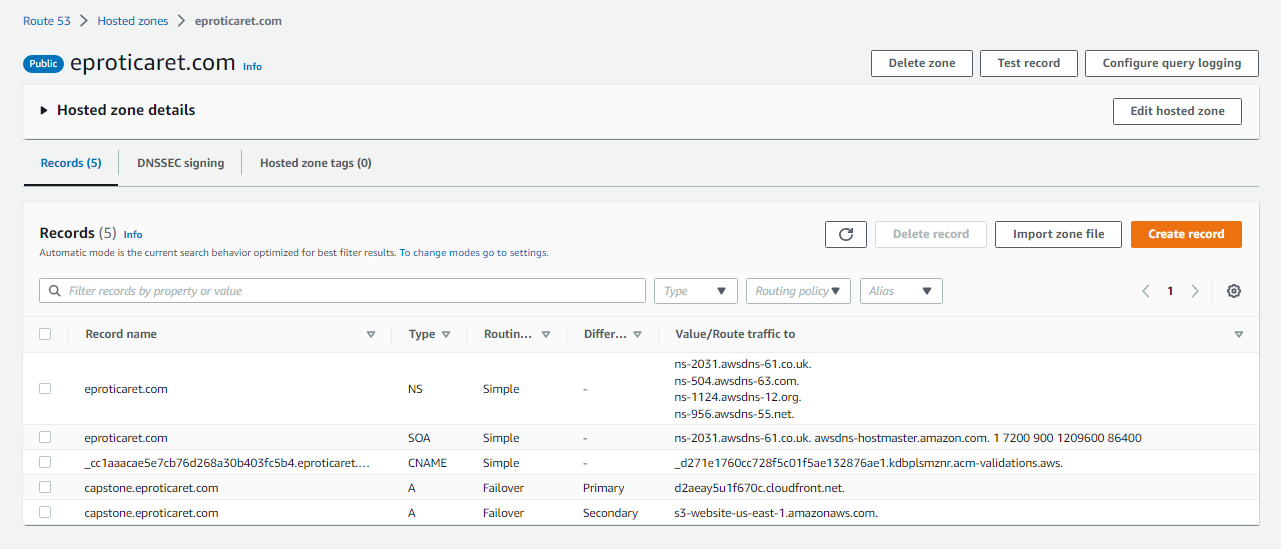 Route 53 > Hosted zones > eproticaret.com
Public eproticaret.com Info
Delete zone Test record Configure query logging
Hosted zone details Edit hosted zone
Records (5) DNSSEC signing Hosted zone tags (0)
Records (5) Info
Delete record Import zone file Create record
Automatic mode is the current search behavior optimized for best filter results. To change modes go to settings.
Filter records by property or value Type Routing policy Alias 1
Record name Type Routin... Differ... Value/Route traffic to
ns-2031.awsdns-61.co.uk.
eproticaret.com NS Simple - ns-504.awsdns-63.com.
ns-1124.awsdns-12.org.
ns-956.awsdns-55.net.
eproticaret.com SOA Simple - ns-2031.awsdns-61.co.uk. awsdns-hostmaster.amazon.com. 1 7200 900 1209600 86400
_cc1aaacae5e7cb76d268a30b403fc5b4.eproticaret.... CNAME Simple - _d271e1760cc728f5c01f5ae132876ae1.kdbplsmznr.acm-validations.aws.
capstone.eproticaret.com A Failover Primary d2aeay5u1f670c.cloudfront.net.
capstone.eproticaret.com A Failover Secondary s3-website-us-east-1.amazonaws.com.